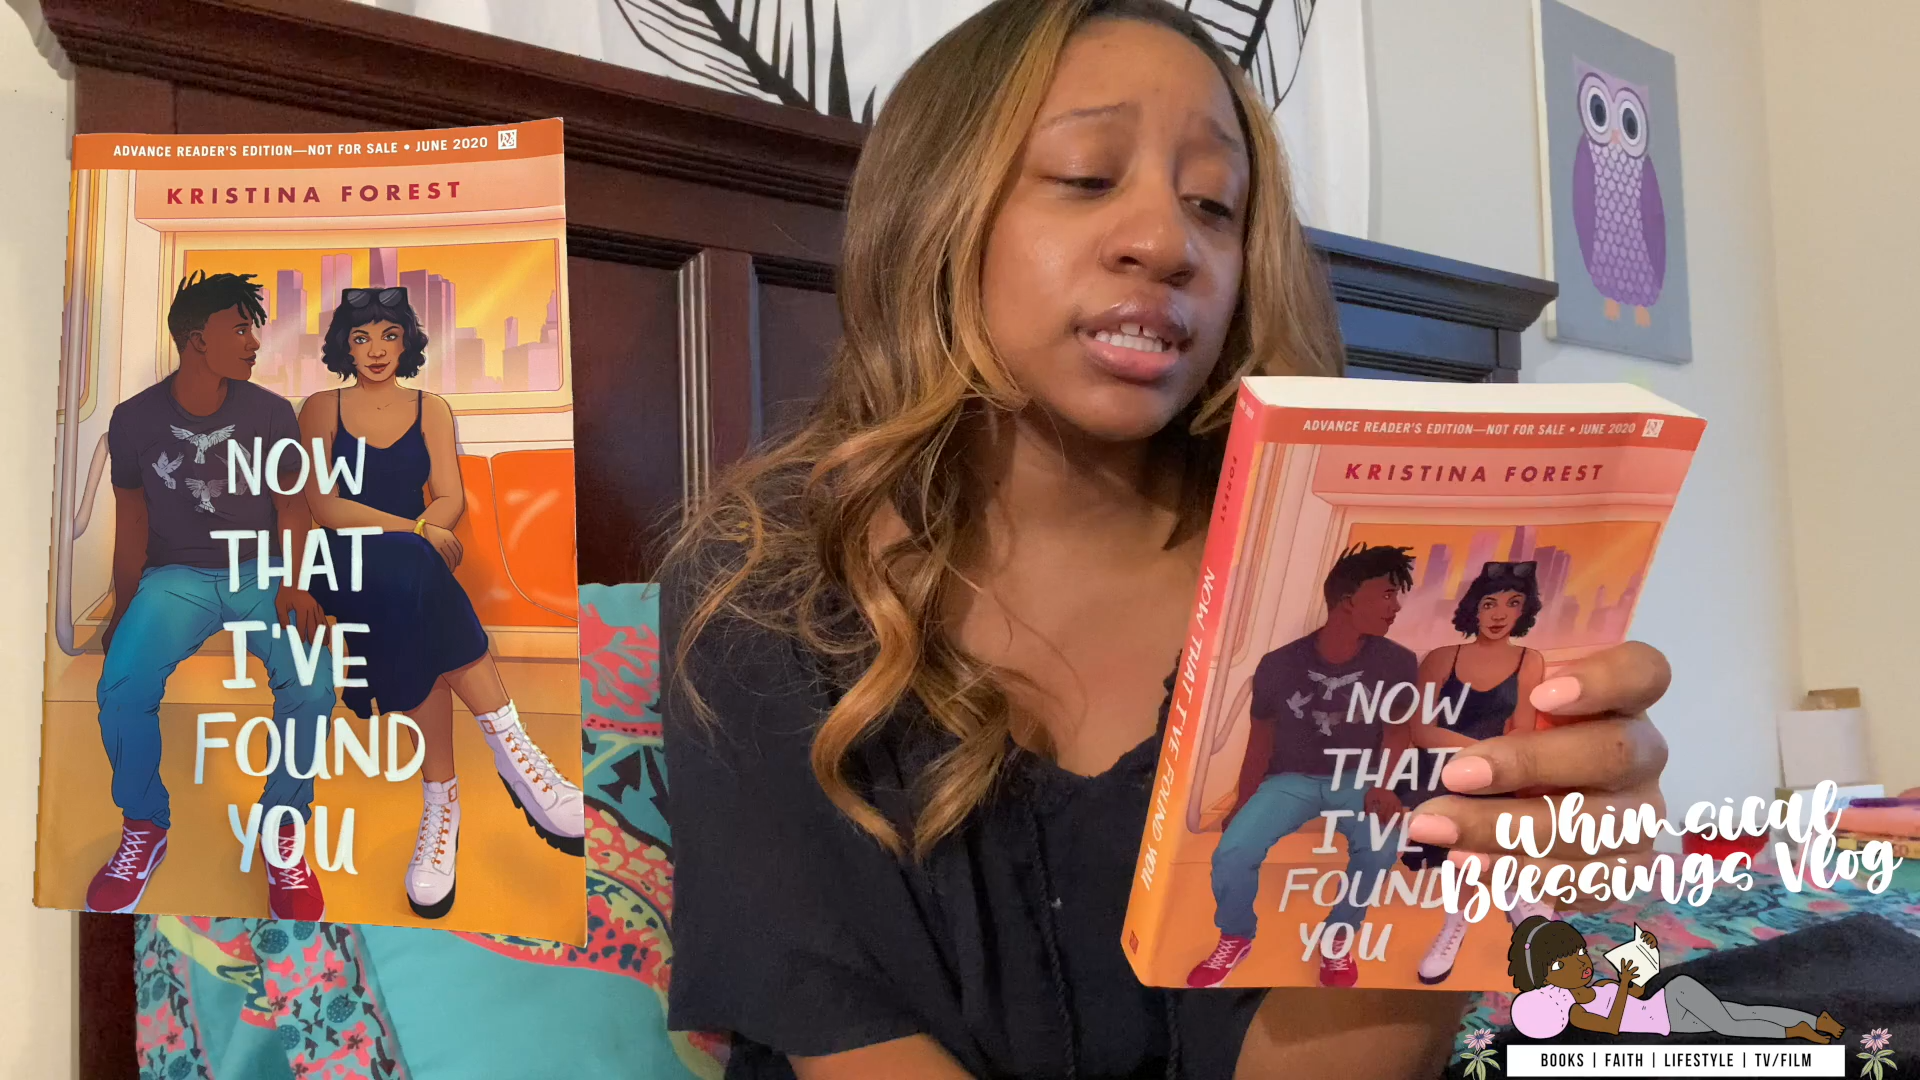 ADVANCE READER'S EDITION—NOT FOR SALE • JUNE 2020
KRISTINA FOREST
NOW
THAT
I'VE
FOUND
YOU
ADVANCE READER'S EDITION—NOT FOR SALE • JUNE 2020
KRISTINA FOREST
NOW
THAT
I'VE
FOUND
YOU
FOREST
NOW THAT I'VE FOUND YOU
Whimsical
Blessings Vlog
BOOKS | FAITH | LIFESTYLE | TV/FILM